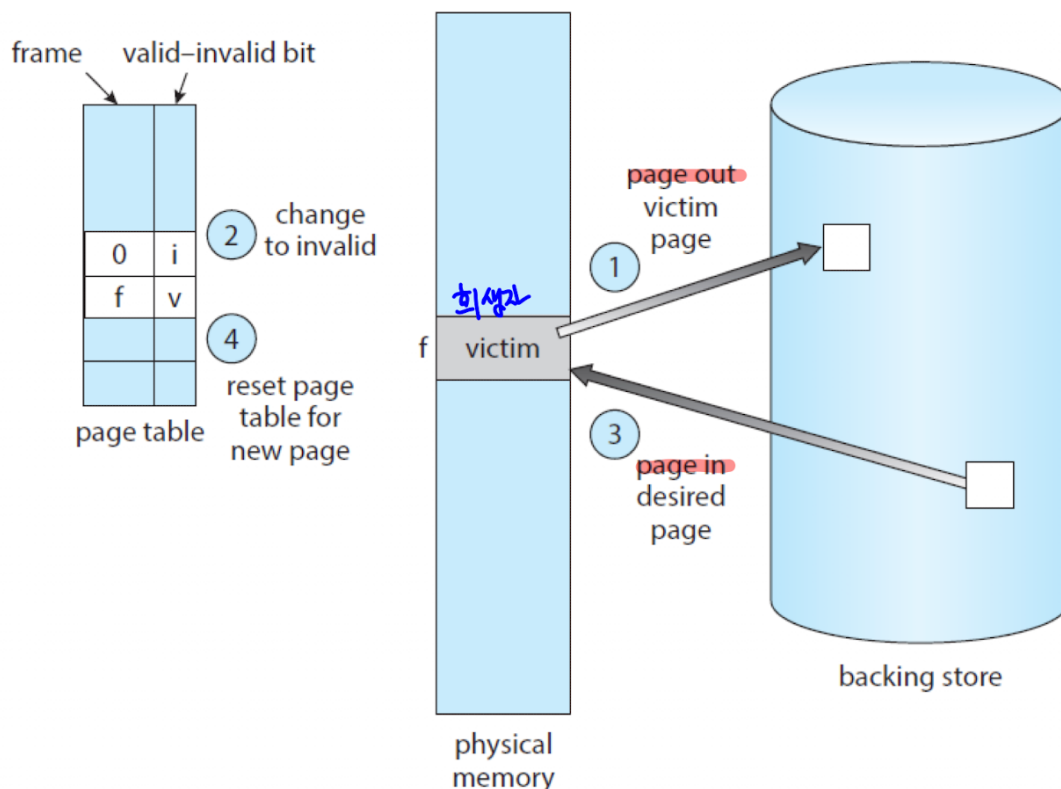 frame
valid–invalid bit
0
i
f
v
2
change
to invalid
4
reset page
table for
new page
page table
희생자
f
victim
physical
memory
1
page out
victim
page
3
page in
desired
page
backing store